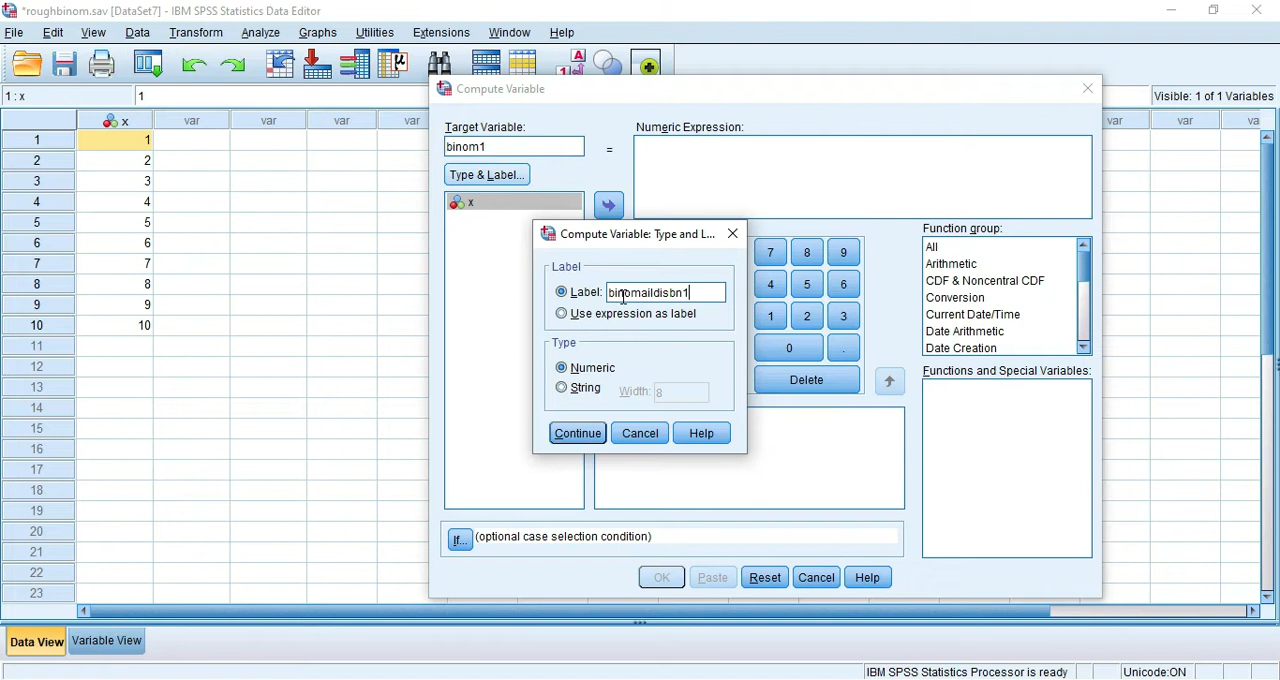 *roughbinom.sav [DataSet7] - IBM SPSS Statistics Data Editor
File Edit View Data Transform Analyze Graphs Utilities Extensions Window Help
1 : x 1 Visible: 1 of 1 Variables
x var var var var var var va
1 1
2 2
3 3
4 4
5 5
6 6
7 7
8 8
9 9
10 10
11
12
13
14
15
16
17
18
19
20
21
22
23
Compute Variable
Target Variable:
binom1
=
Numeric Expression:
Type & Label...
x
Function group:
All
Arithmetic
CDF & Noncentral CDF
Conversion
Current Date/Time
Date Arithmetic
Date Creation
7 8 9
4 5 6
1 2 3
0 .
Delete
Functions and Special Variables:
Compute Variable: Type and L...
Label
Label: binomaildisbn1
Use expression as label
Type
Numeric
String Width: 8
Continue Cancel Help
If... (optional case selection condition)
OK Paste Reset Cancel Help
Data View Variable View
IBM SPSS Statistics Processor is ready Unicode:ON